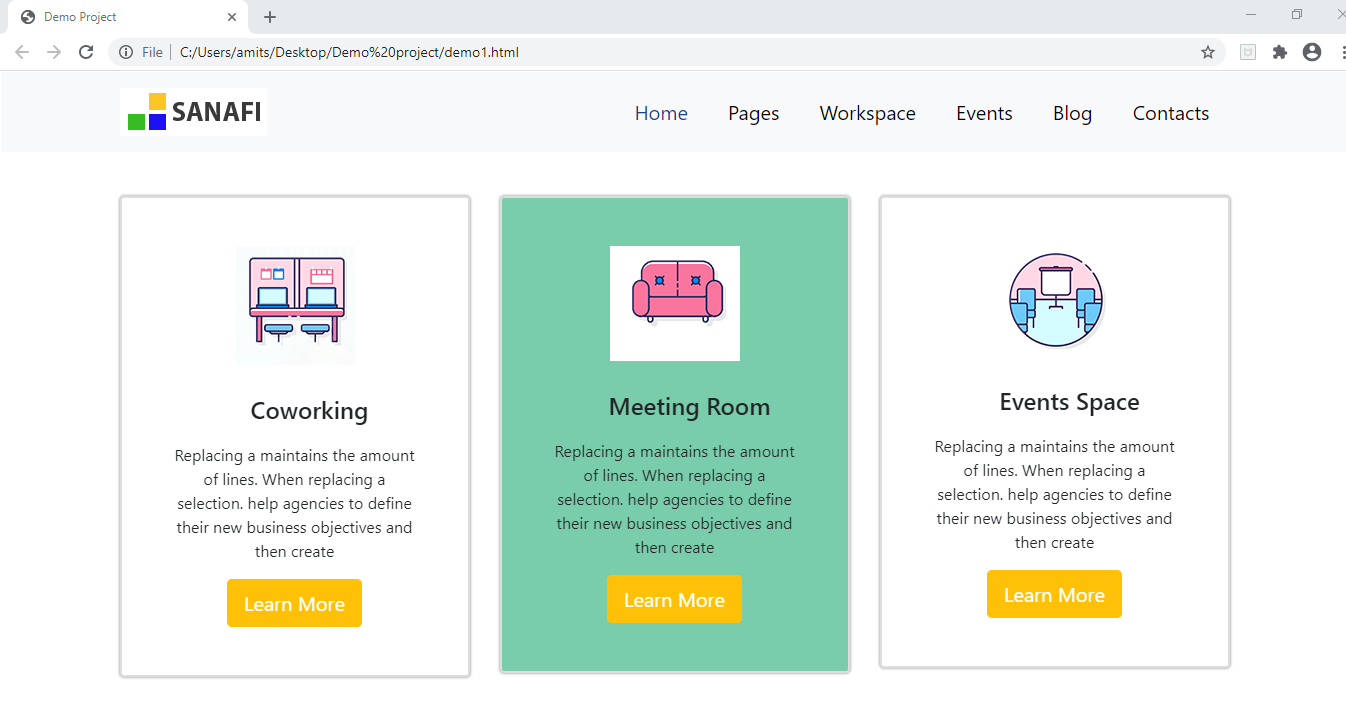 Demo Project
File C:/Users/amits/Desktop/Demo%20project/demo1.html
SANAFI Home Pages Workspace Events Blog Contacts
Coworking
Replacing a maintains the amount
of lines. When replacing a
selection. help agencies to define
their new business objectives and
then create
Learn More
Meeting Room
Replacing a maintains the amount
of lines. When replacing a
selection. help agencies to define
their new business objectives and
then create
Learn More
Events Space
Replacing a maintains the amount
of lines. When replacing a
selection. help agencies to define
their new business objectives and
then create
Learn More